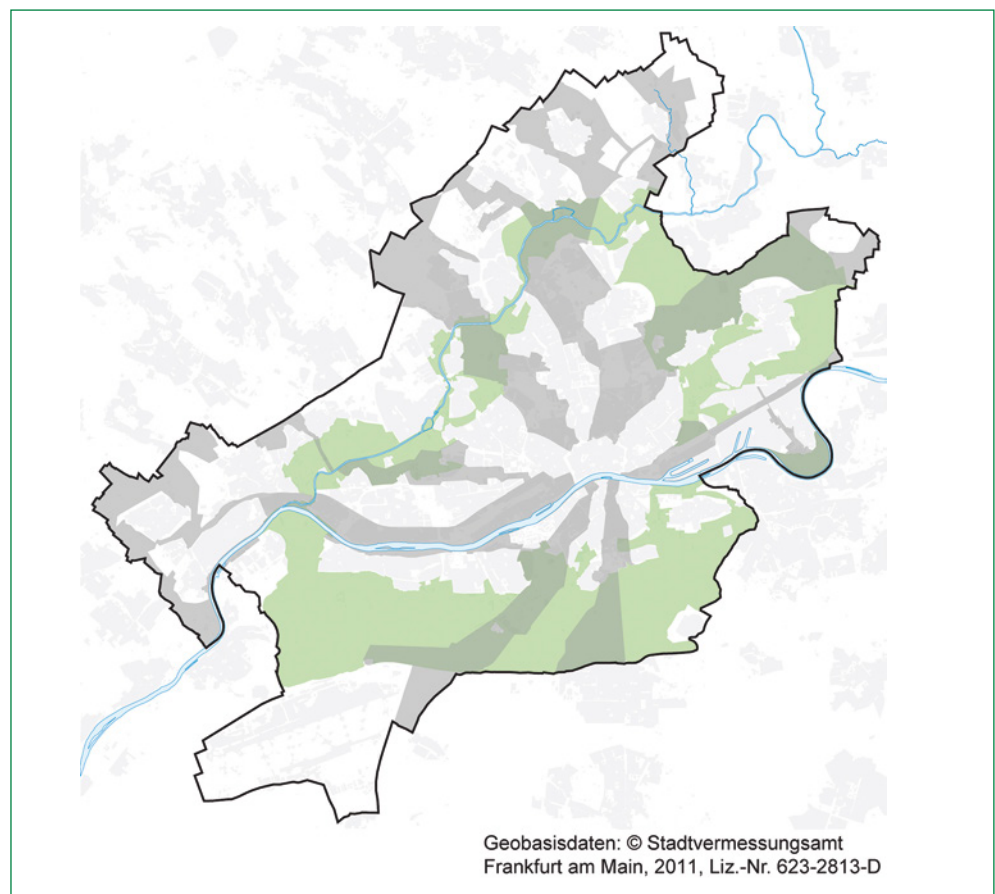 Geobasisdaten: © Stadtvermessungsamt
Frankfurt am Main, 2011, Liz.-Nr. 623-2813-D